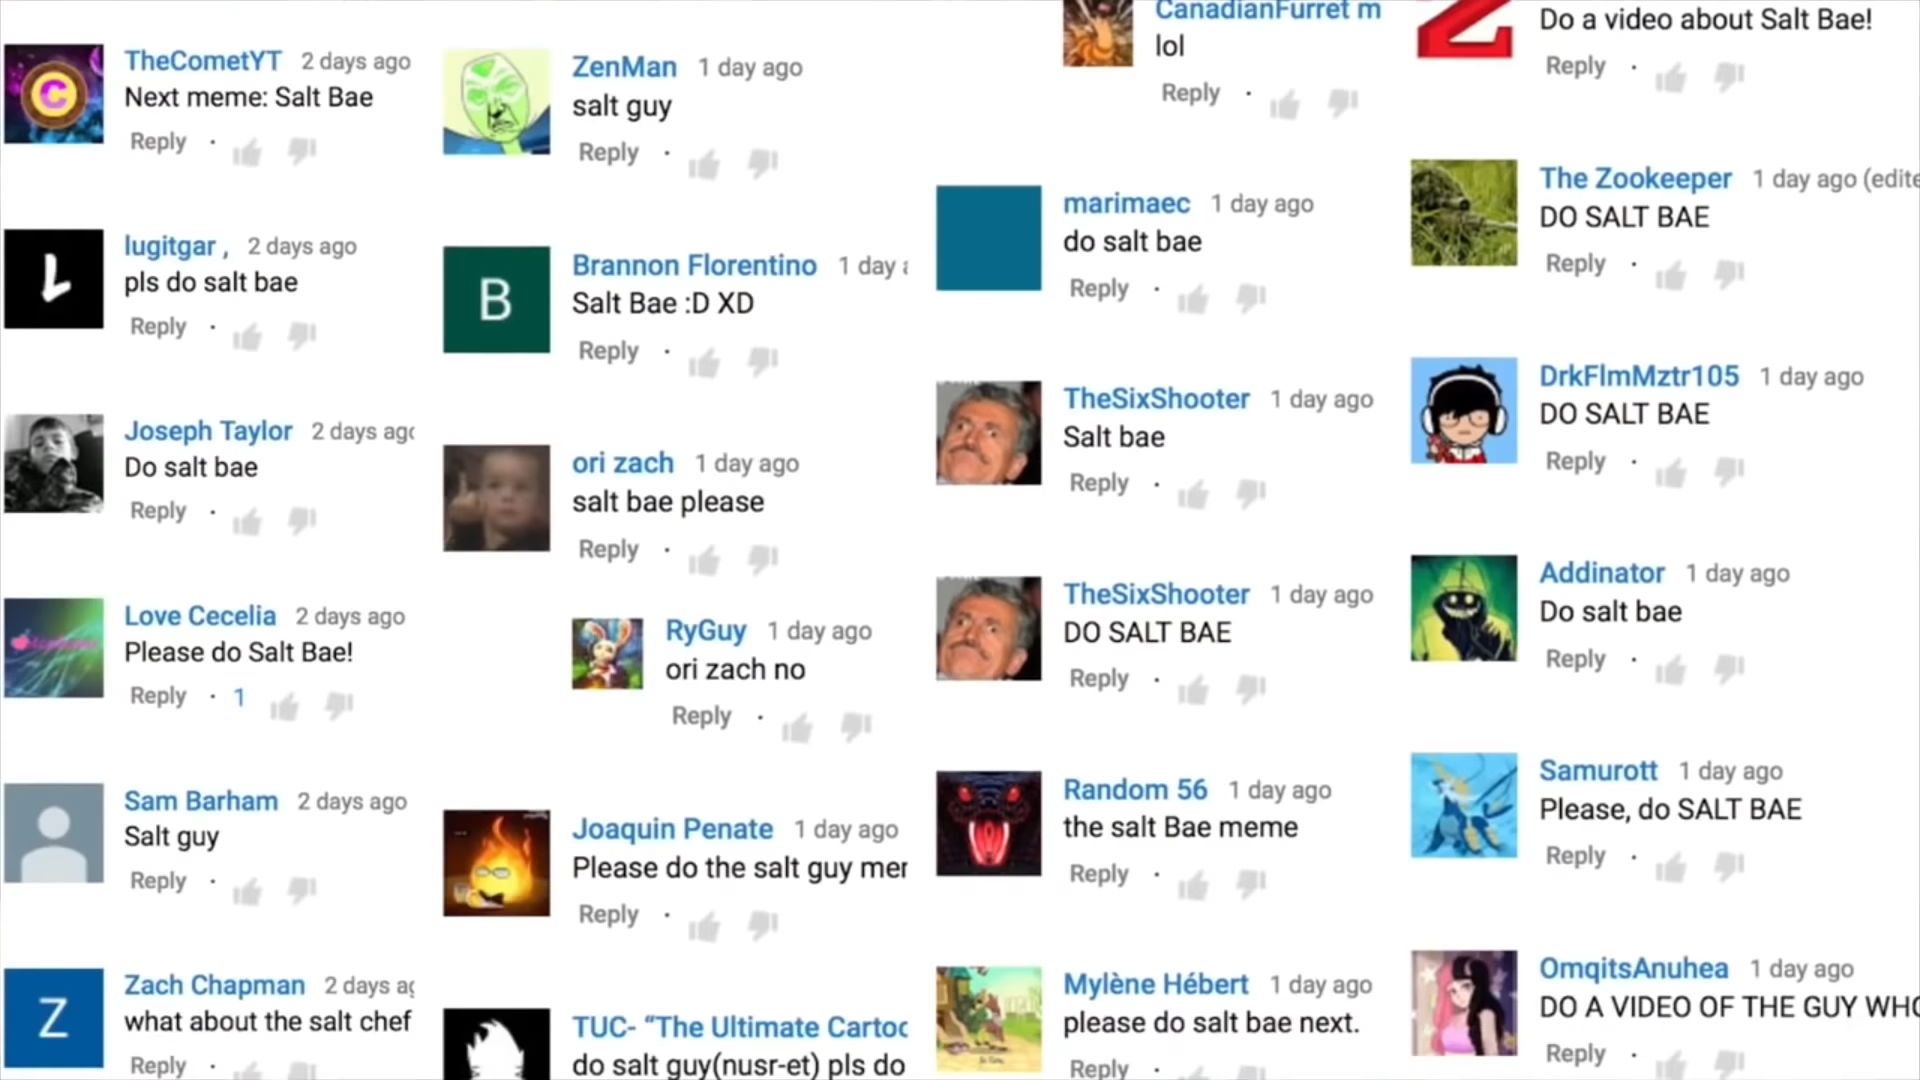 TheCometYT 2 days ago
Next meme: Salt Bae
Reply
lugitgar , 2 days ago
pls do salt bae
Reply
Joseph Taylor 2 days ago
Do salt bae
Reply
Love Cecelia 2 days ago
Please do Salt Bae!
Reply · 1
Sam Barham 2 days ago
Salt guy
Reply
Z
Zach Chapman 2 days ag
what about the salt chef
Reply
ZenMan 1 day ago
salt guy
Reply
B
Brannon Florentino 1 day a
Salt Bae :D XD
Reply
ori zach 1 day ago
salt bae please
Reply
RyGuy 1 day ago
ori zach no
Reply
Joaquin Penate 1 day ago
Please do the salt guy mer
Reply
TUC- “The Ultimate Cartoo
do salt guy(nusr-et) pls do
CanadianFurret m
lol
Reply
marimaec 1 day ago
do salt bae
Reply
TheSixShooter 1 day ago
Salt bae
Reply
TheSixShooter 1 day ago
DO SALT BAE
Reply
Random 56 1 day ago
the salt Bae meme
Reply
Mylène Hébert 1 day ago
please do salt bae next.
Reply
Do a video about Salt Bae!
Reply
The Zookeeper 1 day ago (edite
DO SALT BAE
Reply
DrkFlmMztr105 1 day ago
DO SALT BAE
Reply
Addinator 1 day ago
Do salt bae
Reply
Samurott 1 day ago
Please, do SALT BAE
Reply
OmqitsAnuhea 1 day ago
DO A VIDEO OF THE GUY WHO
Reply